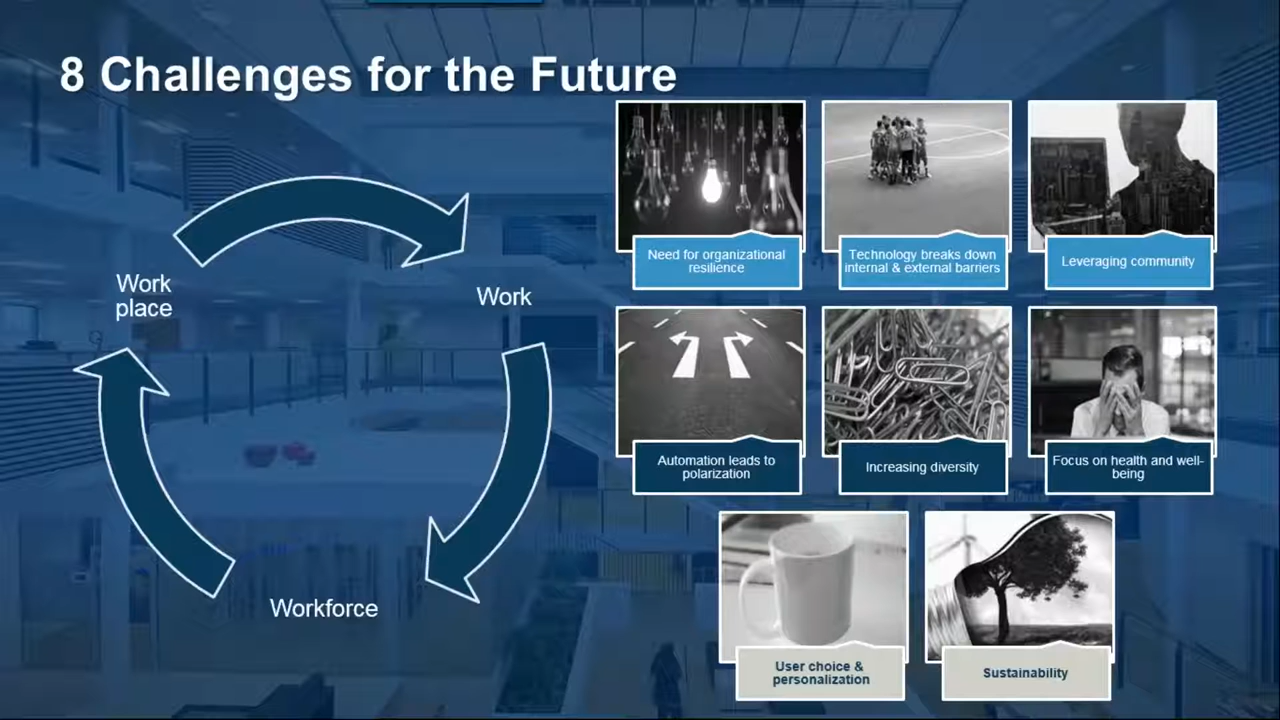 8 Challenges for the Future
Work
place
Work
Workforce
Need for organizational
resilience
Technology breaks down
internal & external barriers
Leveraging community
Automation leads to
polarization
Increasing diversity
Focus on health and well-
being
User choice &
personalization
Sustainability